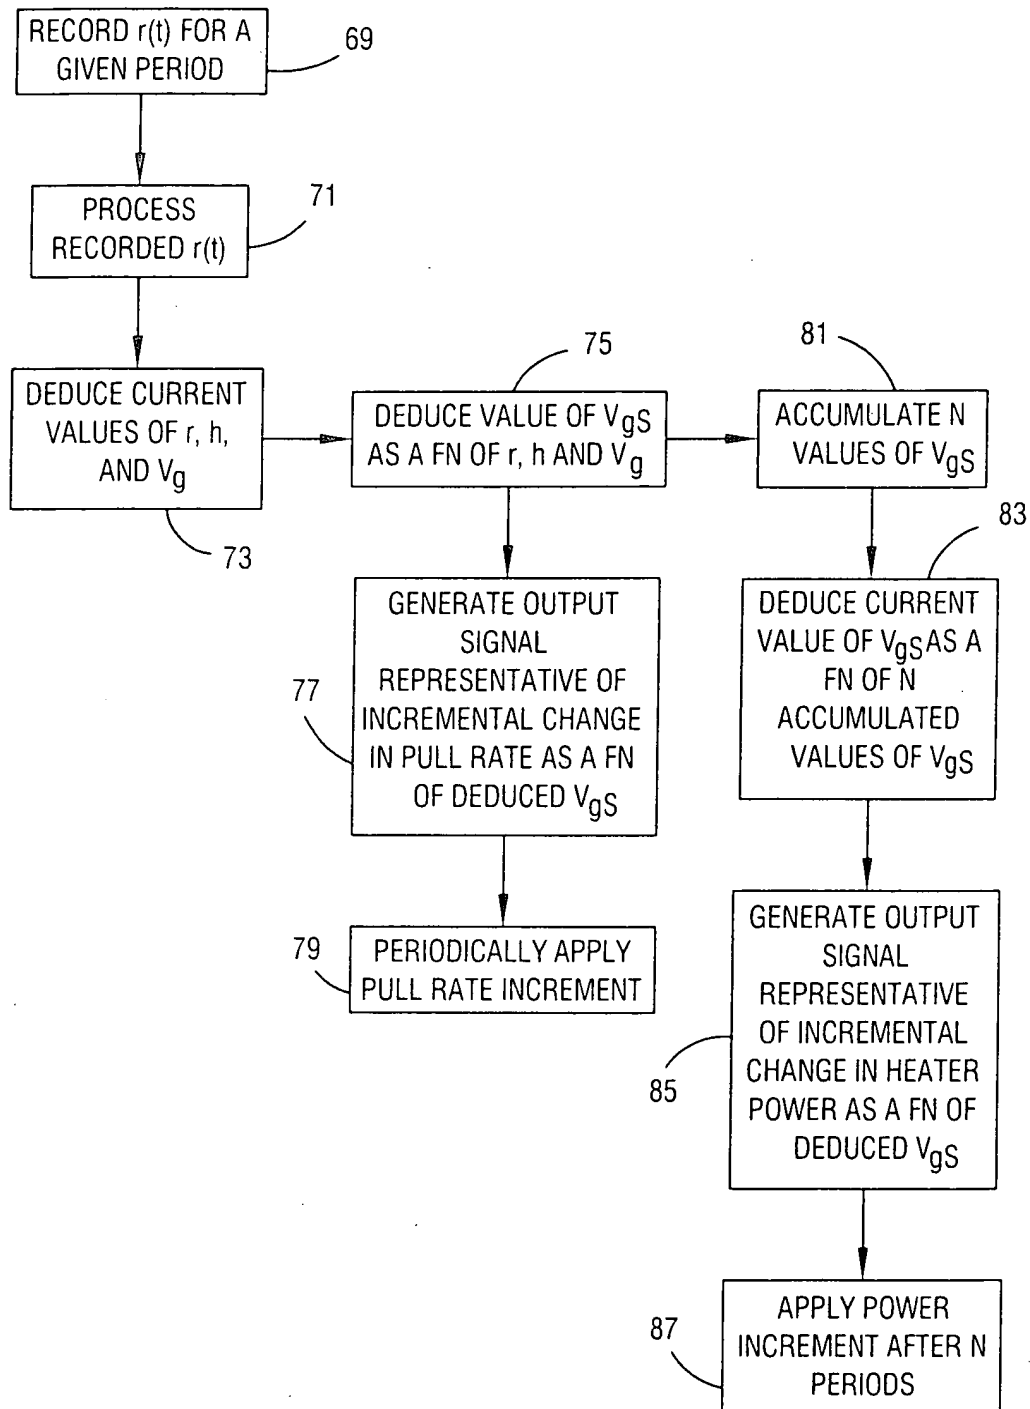 RECORD r(t) FOR A
GIVEN PERIOD
69
PROCESS
RECORDED r(t)
71
DEDUCE CURRENT
VALUES OF r, h,
AND Vg
73
DEDUCE VALUE OF VgS
AS A FN OF r, h AND Vg
75
GENERATE OUTPUT
SIGNAL
REPRESENTATIVE OF
INCREMENTAL CHANGE
IN PULL RATE AS A FN
OF DEDUCED VgS
77
PERIODICALLY APPLY
PULL RATE INCREMENT
79
ACCUMULATE N
VALUES OF VgS
81
DEDUCE CURRENT
VALUE OF VgS AS A
FN OF N
ACCUMULATED
VALUES OF VgS
83
GENERATE OUTPUT
SIGNAL
REPRESENTATIVE
OF INCREMENTAL
CHANGE IN HEATER
POWER AS A FN OF
DEDUCED VgS
85
APPLY POWER
INCREMENT AFTER N
PERIODS
87